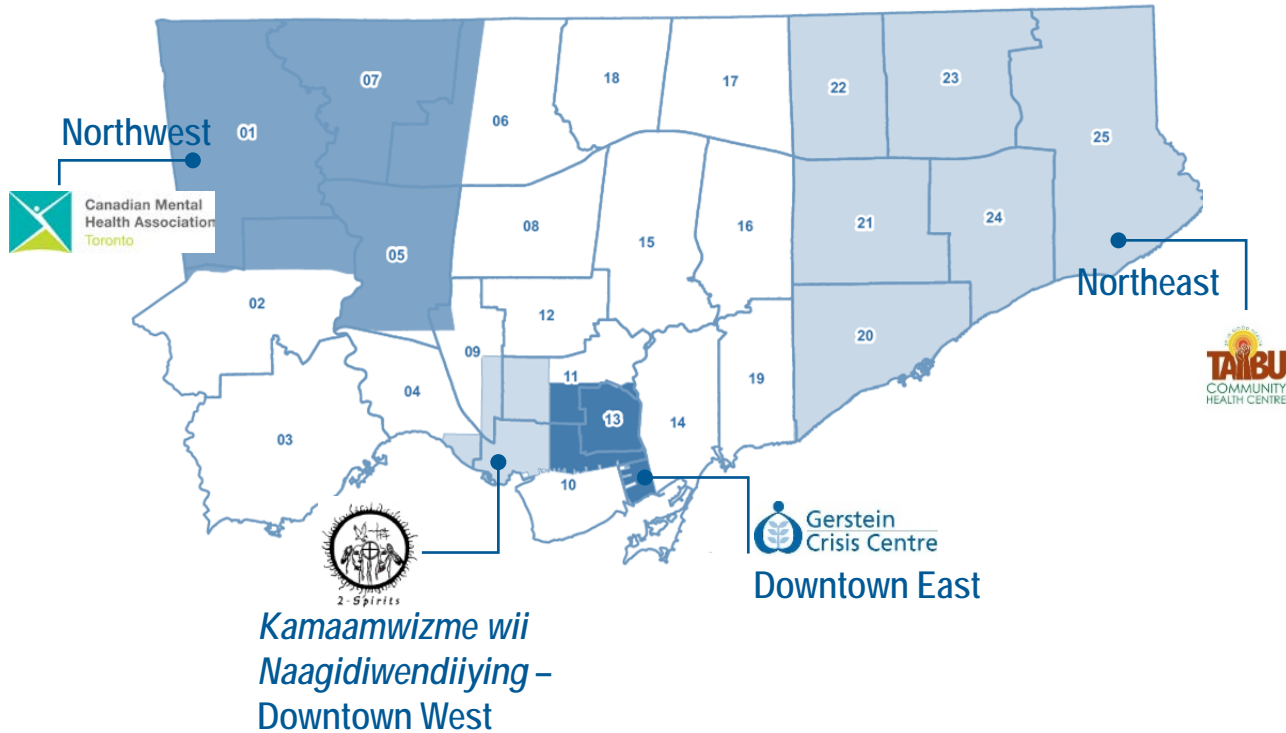 18
17
22
23
07
06
01
25
Northwest
Canadian Mental
Health Association
Toronto
24
21
16
08
15
05
Northeast
02
12
20
09
11
TAIBU
COMMUNITY
HEALTH CENTRE
04
19
13
14
03
10
Gerstein
Crisis Centre
Downtown East
2-Spirits
Kamaamwizme wii
Naagidiwendiiying –
Downtown West